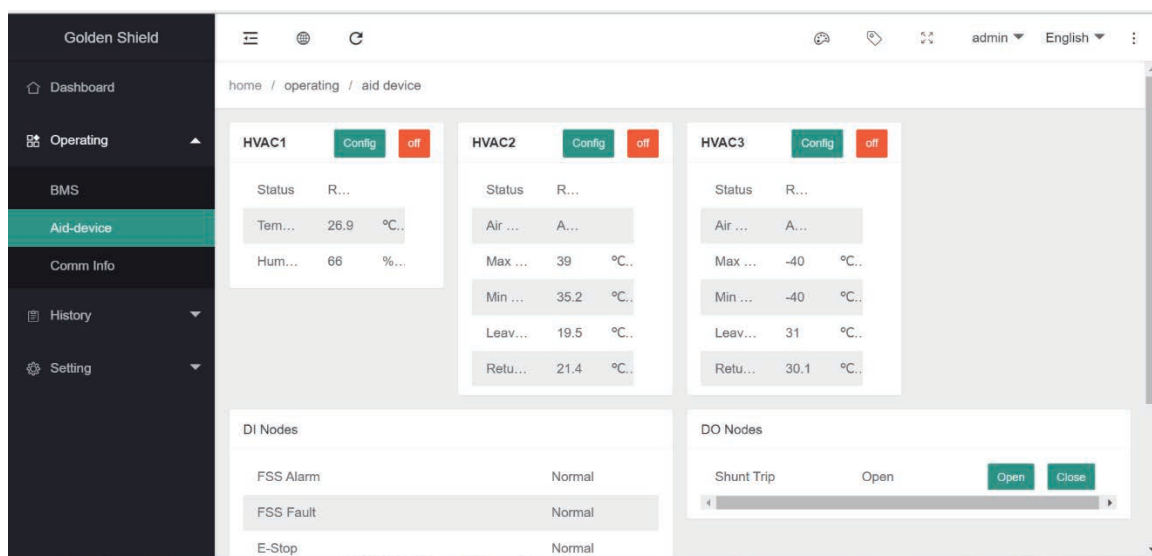 Golden Shield
admin English
Dashboard
home / operating / aid device
Operating
BMS
Aid-device
Comm Info
History
Setting
HVAC1 Config off
Status R...
Tem... 26.9 ℃..
Hum... 66 %...
HVAC2 Config off
Status R...
Air ... A...
Max ... 39 ℃..
Min ... 35.2 ℃..
Leav... 19.5 ℃..
Retu... 21.4 ℃..
HVAC3 Config off
Status R...
Air ... A...
Max ... -40 ℃..
Min ... -40 ℃..
Leav... 31 ℃..
Retu... 30.1 ℃..
DI Nodes
FSS Alarm Normal
FSS Fault Normal
E-Stop Normal
DO Nodes
Shunt Trip Open Open Close